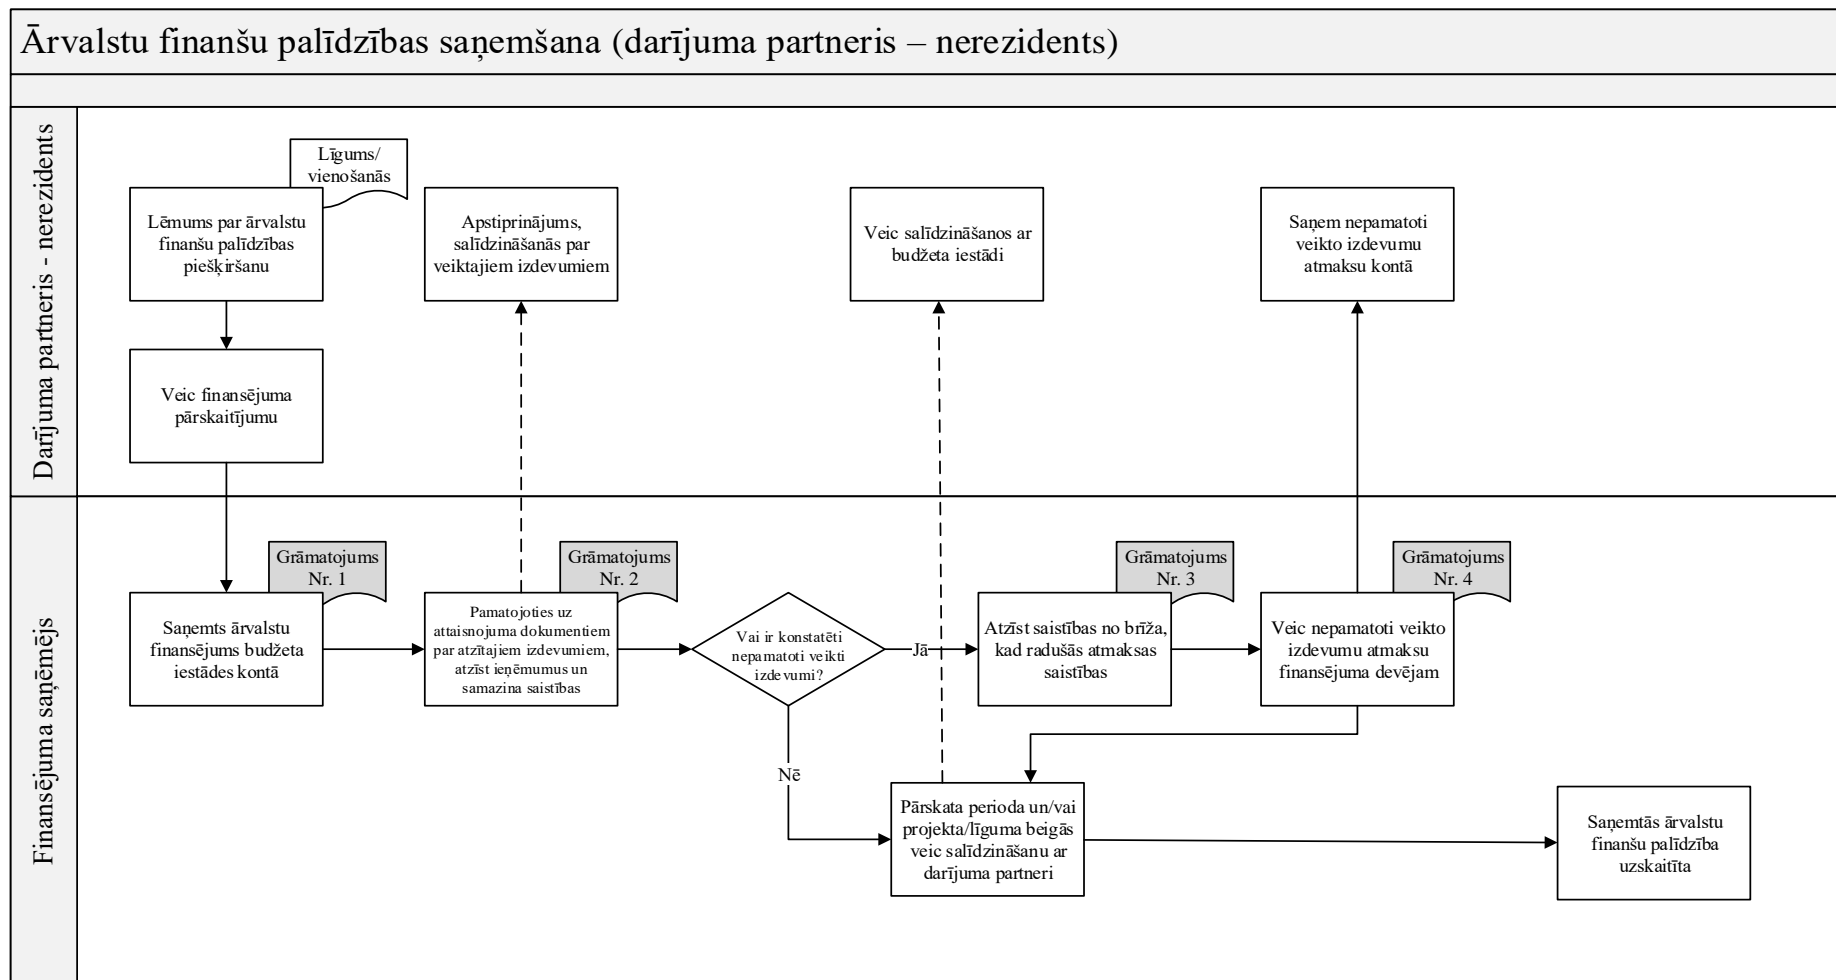 Ārvalstu finanšu palīdzības saņemšana (darījuma partneris – nerezidents)
Darījuma partneris - nerezidents
Līgums/
vienošanās
Lēmums par ārvalstu
finanšu palīdzības
piešķiršanu
Apstiprinājums,
salīdzināšanās par
veiktajiem izdevumiem
Veic salīdzināšanos ar
budžeta iestādi
Saņem nepamatoti
veikto izdevumu
atmaksu kontā
Veic finansējuma
pārskaitījumu
Finansējuma saņēmējs
Grāmatojums
Nr. 1
Saņemts ārvalstu
finansējums budžeta
iestādes kontā
Grāmatojums
Nr. 2
Pamatojoties uz
attaisnojuma dokumentiem
par atzītajiem izdevumiem,
atzīst ieņēmumus un
samazina saistības
Vai ir konstatēti
nepamatoti veikti
izdevumi?
Jā
Nē
Grāmatojums
Nr. 3
Atzīst saistības no brīža,
kad radušās atmaksas
saistības
Grāmatojums
Nr. 4
Veic nepamatoti veikto
izdevumu atmaksu
finansējuma devējam
Pārskata perioda un/vai
projekta/līguma beigās
veic salīdzināšanu ar
darījuma partneri
Saņemtās ārvalstu
finanšu palīdzība
uzskaitīta